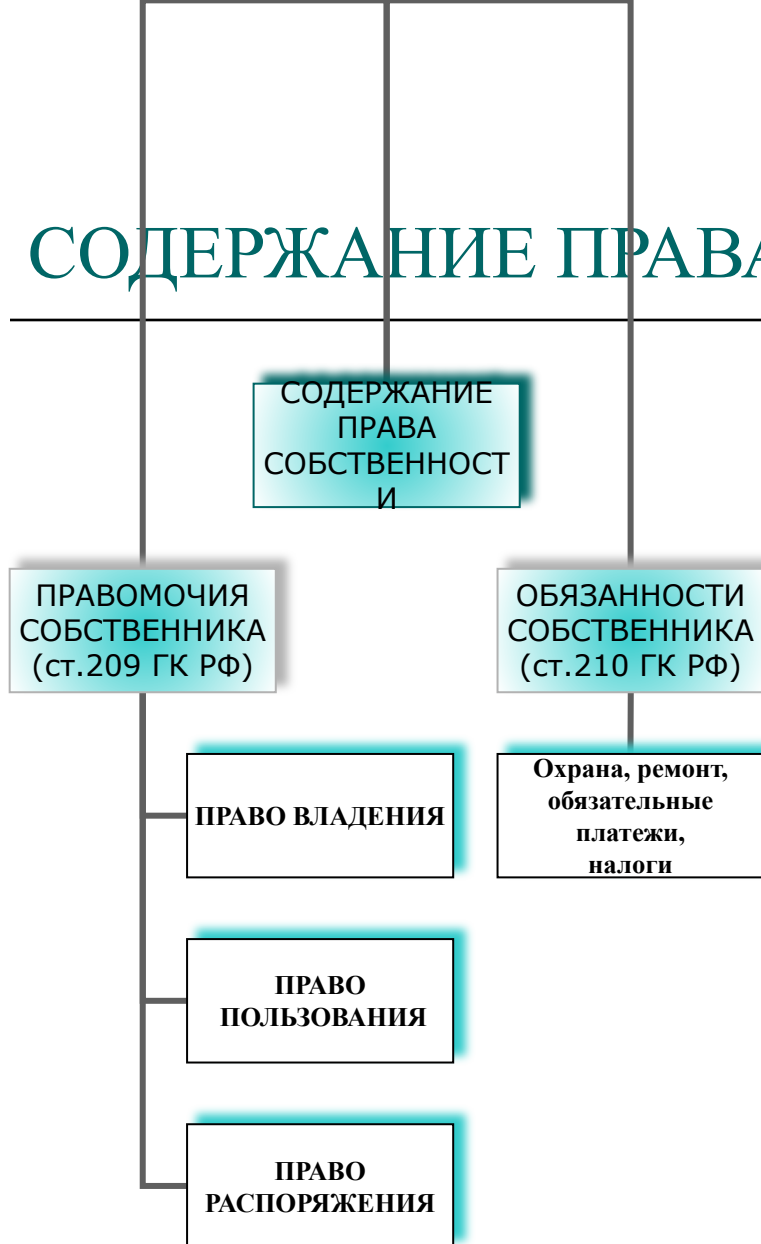 СОДЕРЖАНИЕ ПРАВА
СОДЕРЖАНИЕ
ПРАВА
СОБСТВЕННОСТ
И
ПРАВОМОЧИЯ
СОБСТВЕННИКА
(ст.209 ГК РФ)
ОБЯЗАННОСТИ
СОБСТВЕННИКА
(ст.210 ГК РФ)
ПРАВО ВЛАДЕНИЯ
Охрана, ремонт,
обязательные
платежи,
налоги
ПРАВО
ПОЛЬЗОВАНИЯ
ПРАВО
РАСПОРЯЖЕНИЯ